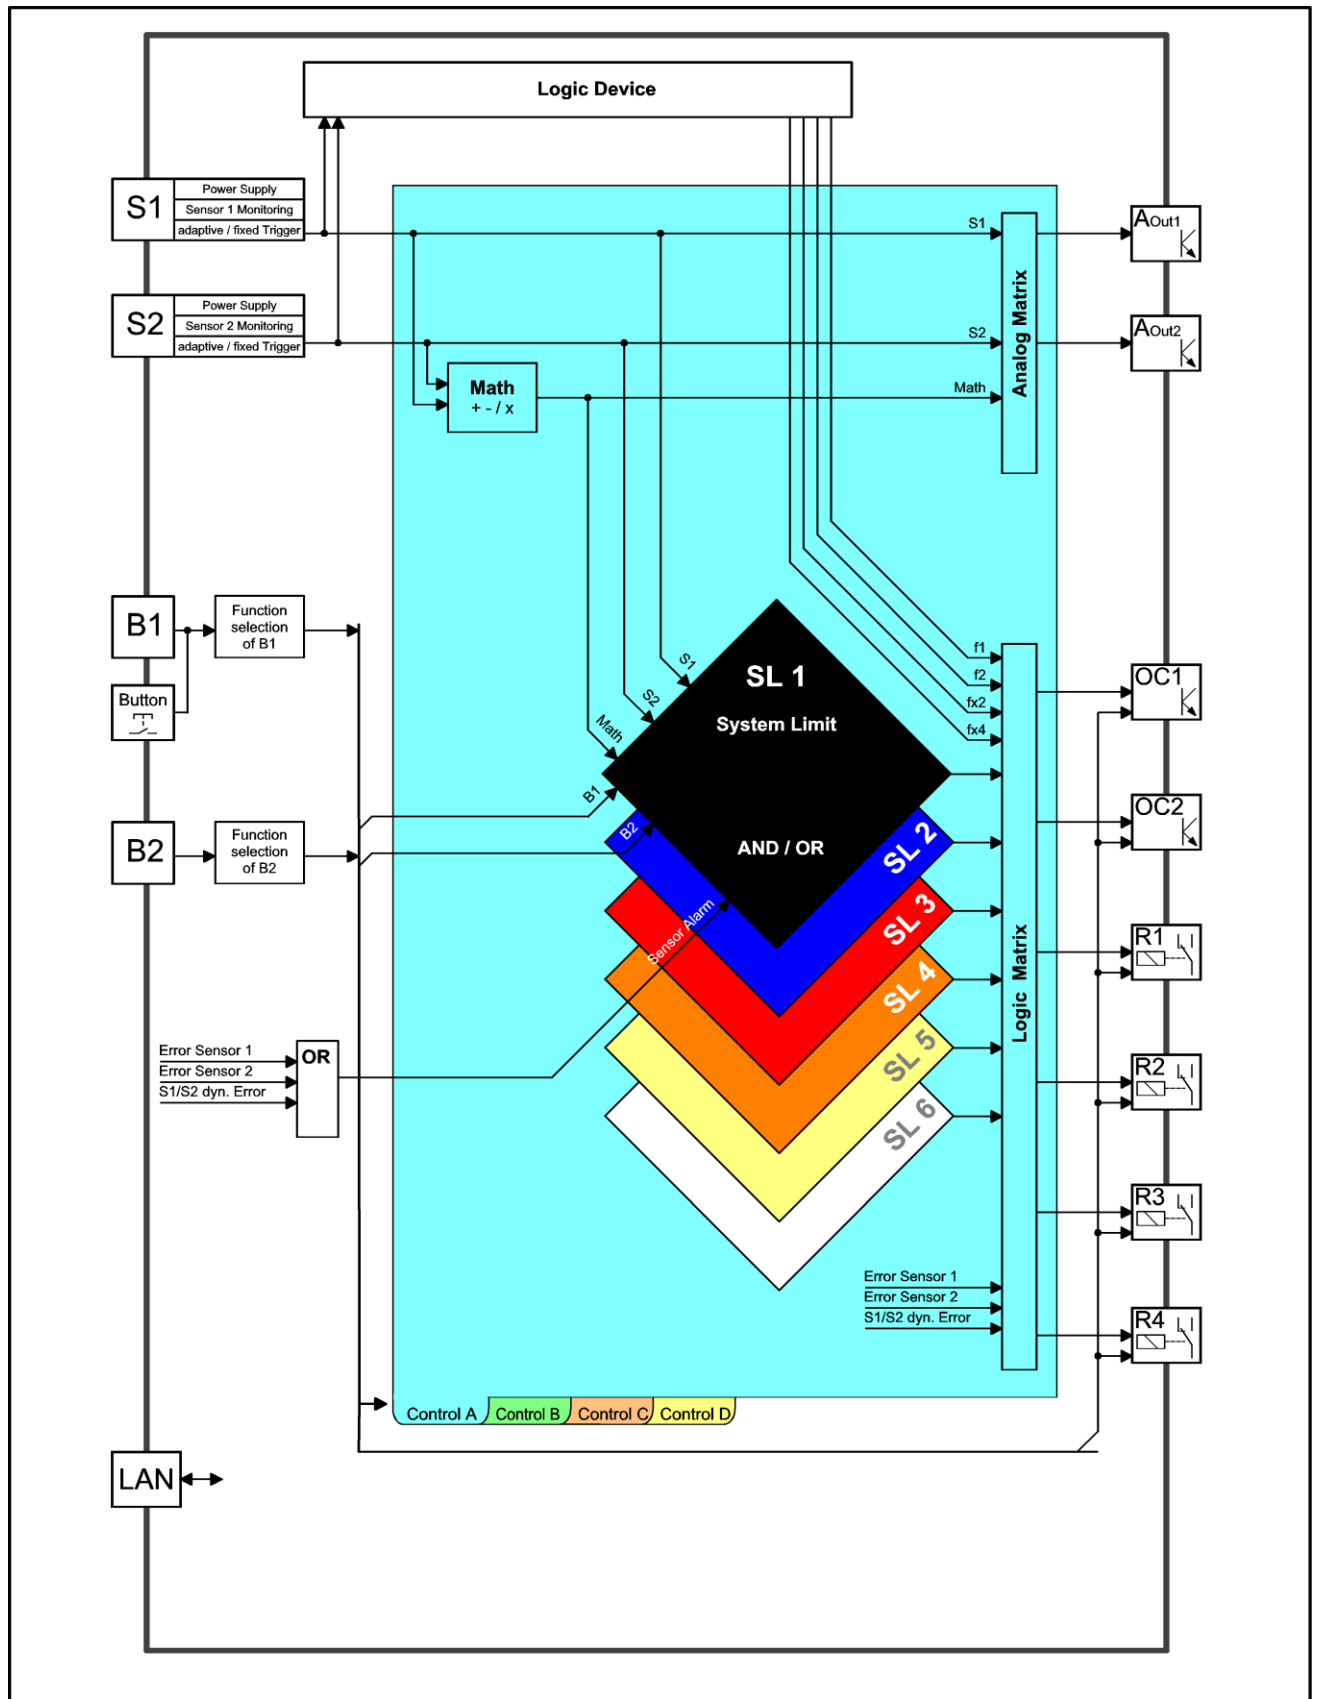 Logic Device
S1
Power Supply
Sensor 1 Monitoring
adaptive / fixed Trigger
S2
Power Supply
Sensor 2 Monitoring
adaptive / fixed Trigger
S1
S2
Math
Analog Matrix
AOut1
AOut2
Math
+ - / x
B1
Function
selection
of B1
Button
B2
Function
selection
of B2
S1
S2
Math
B1
B2
Sensor Alarm
SL 1
System Limit
AND / OR
SL 2
SL 3
SL 4
SL 5
SL 6
f1
f2
fx2
fx4
Logic Matrix
OC1
OC2
R1
R2
R3
R4
Error Sensor 1
Error Sensor 2
S1/S2 dyn. Error
OR
Error Sensor 1
Error Sensor 2
S1/S2 dyn. Error
Control A
Control B
Control C
Control D
LAN